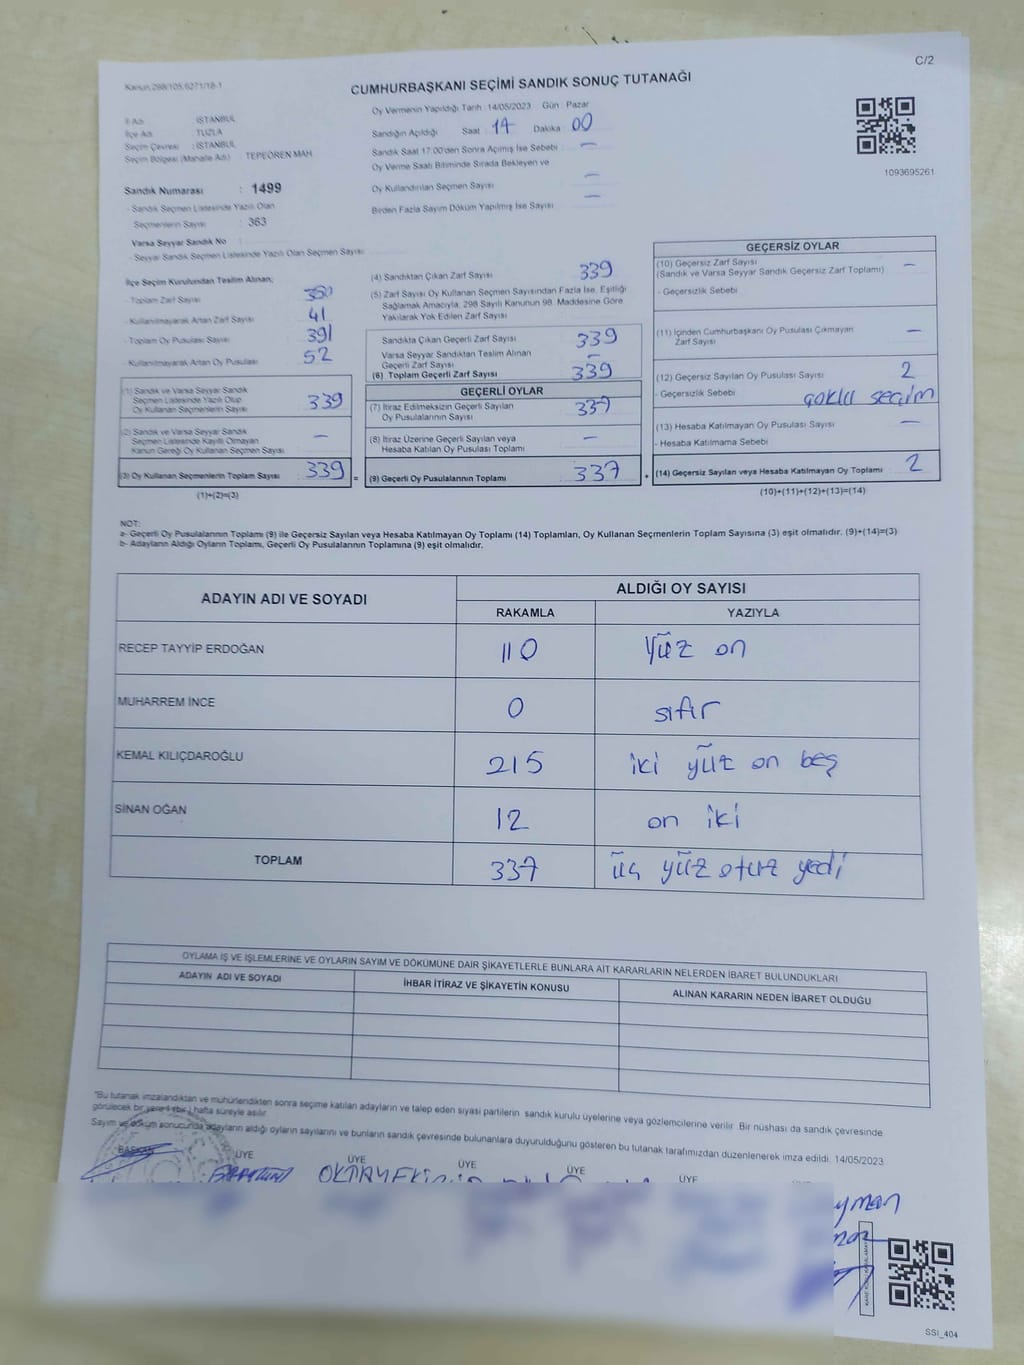 C/2
Kanun 298/105,6271/18-1
CUMHURBAŞKANI SEÇİMİ SANDIK SONUÇ TUTANAĞI
İl Adı : İSTANBUL
İlçe Adı : TUZLA
Seçim Çevresi : İSTANBUL
Seçim Bölgesi (Mahalle Adı) : TEPEÖREN MAH.
Sandık Numarası : 1499
- Sandık Seçmen Listesinde Yazılı Olan
Seçmenlerin Sayısı : 363
Varsa Seyyar Sandık No :
- Seyyar Sandık Seçmen Listesinde Yazılı Olan Seçmen Sayısı
Oy Vermenin Yapıldığı Tarih :14/05/2023 Gün Pazar
Sandığın Açıldığı Saat 17 Dakika 00
Sandık Saat 17:00'den Sonra Açılmış İse Sebebi : —
Oy Verme Saati Bitiminde Sırada Bekleyen ve
Oy Kullandırılan Seçmen Sayısı —
Birden Fazla Sayım Döküm Yapılmış İse Sayısı —
1093695261
İlçe Seçim Kurulundan Teslim Alınan;
- Toplam Zarf Sayısı 380
- Kullanılmayarak Artan Zarf Sayısı 41
- Toplam Oy Pusulası Sayısı 391
- Kullanılmayarak Artan Oy Pusulası 52
(1) Sandık ve Varsa Seyyar Sandık
Seçmen Listesinde Yazılı Olup
Oy Kullanan Seçmenlerin Sayısı 339
(2) Sandık ve Varsa Seyyar Sandık
Seçmen Listesinde Kayıtlı Olmayan
Kanun Gereği Oy Kullanan Seçmen Sayısı —
(3) Oy Kullanan Seçmenlerin Toplam Sayısı 339 =
(1)+(2)=(3)
(4) Sandıktan Çıkan Zarf Sayısı 339
(5) Zarf Sayısı Oy Kullanan Seçmen Sayısından Fazla İse, Eşitliği
Sağlamak Amacıyla, 298 Sayılı Kanunun 98. Maddesine Göre
Yakılarak Yok Edilen Zarf Sayısı
Sandıkta Çıkan Geçerli Zarf Sayısı 339
Varsa Seyyar Sandıktan Teslim Alınan
Geçerli Zarf Sayısı —
(6) Toplam Geçerli Zarf Sayısı 339
GEÇERLİ OYLAR
(7) İtiraz Edilmeksizin Geçerli Sayılan
Oy Pusulalarının Sayısı 337
(8) İtiraz Üzerine Geçerli Sayılan veya
Hesaba Katılan Oy Pusulası Toplamı —
(9) Geçerli Oy Pusulalarının Toplamı 337 +
GEÇERSİZ OYLAR
(10) Geçersiz Zarf Sayısı —
(Sandık ve Varsa Seyyar Sandık Geçersiz Zarf Toplamı)
- Geçersizlik Sebebi
(11) İçinden Cumhurbaşkanı Oy Pusulası Çıkmayan
Zarf Sayısı —
(12) Geçersiz Sayılan Oy Pusulası Sayısı 2
- Geçersizlik Sebebi çoklu seçim
(13) Hesaba Katılmayan Oy Pusulası Sayısı —
- Hesaba Katılmama Sebebi
(14) Geçersiz Sayılan veya Hesaba Katılmayan Oy Toplamı 2
(10)+(11)+(12)+(13)=(14)
NOT:
a- Geçerli Oy Pusulalarının Toplamı (9) ile Geçersiz Sayılan veya Hesaba Katılmayan Oy Toplamı (14) Toplamları, Oy Kullanan Seçmenlerin Toplam Sayısına (3) eşit olmalıdır. (9)+(14)=(3)
b- Adayların Aldığı Oyların Toplamı, Geçerli Oy Pusulalarının Toplamına (9) eşit olmalıdır.
ADAYIN ADI VE SOYADI ALDIĞI OY SAYISI
RAKAMLA YAZIYLA
RECEP TAYYİP ERDOĞAN 110 Yüz on
MUHARREM İNCE 0 sıfır
KEMAL KILIÇDAROĞLU 215 iki yüz on beş
SİNAN OĞAN 12 on iki
TOPLAM 337 üç yüz otuz yedi
OYLAMA İŞ VE İŞLEMLERİNE VE OYLARIN SAYIM VE DÖKÜMÜNE DAİR ŞİKAYETLERLE BUNLARA AİT KARARLARIN NELERDEN İBARET BULUNDUKLARI
ADAYIN ADI VE SOYADI İHBAR İTİRAZ VE ŞİKAYETİN KONUSU ALINAN KARARIN NEDEN İBARET OLDUĞU
"Bu tutanak imzalandıktan ve mühürlendikten sonra seçime katılan adayların ve talep eden siyasi partilerin sandık kurulu üyelerine veya gözlemcilerine verilir. Bir nüshası da sandık çevresinde
görülecek bir yere 1 (bir) hafta süreyle asılır.
Sayım ve döküm sonucunda adayların aldığı oyların sayılarını ve bunların sandık çevresinde bulunanlara duyurulduğunu gösteren bu tutanak tarafımızdan düzenlenerek imza edildi. 14/05/2023
BAŞKAN ÜYE ÜYE ÜYE ÜYE ÜYE
SSI_404